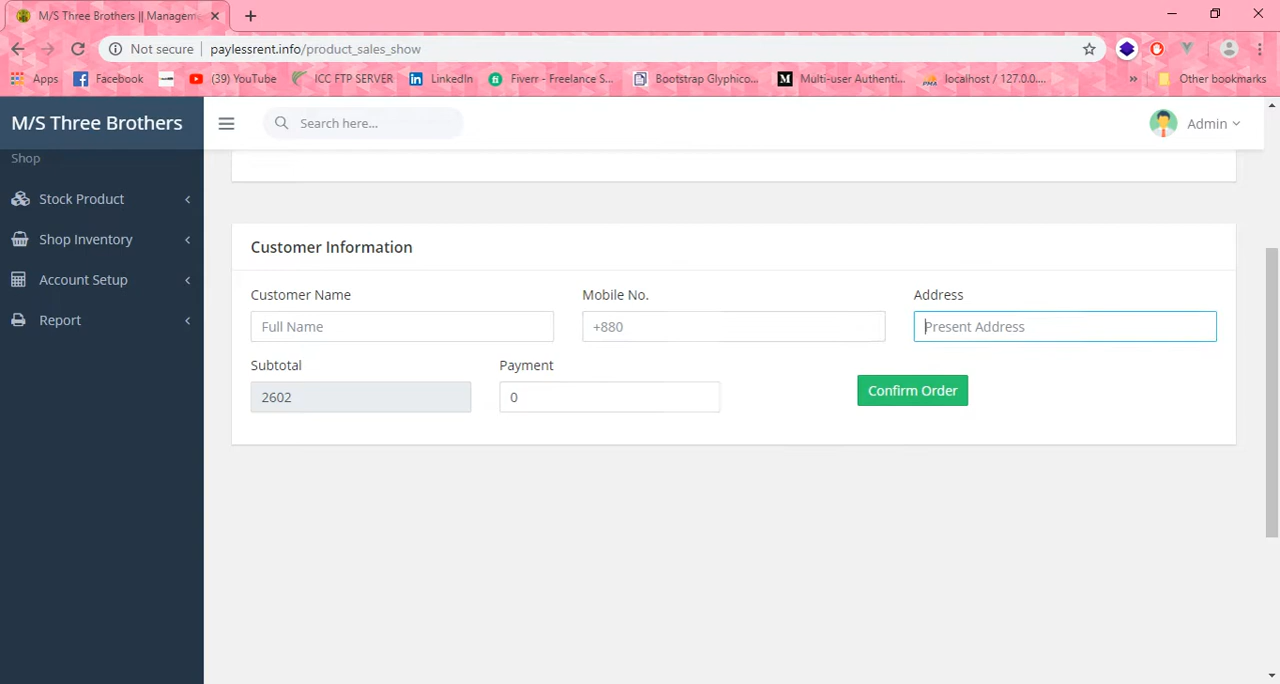 M/S Three Brothers || Managem
Not secure
paylessrent.info/product_sales_show
Apps
Facebook
(39) YouTube
ICC FTP SERVER
LinkedIn
Fiverr - Freelance S...
Bootstrap Glyphico...
Multi-user Authenti...
localhost / 127.0.0....
Other bookmarks
M/S Three Brothers
Search here...
Admin
Shop
Stock Product
Shop Inventory
Account Setup
Report
Customer Information
Customer Name
Mobile No.
Address
Full Name
+880
Present Address
Subtotal
Payment
2602
0
Confirm Order